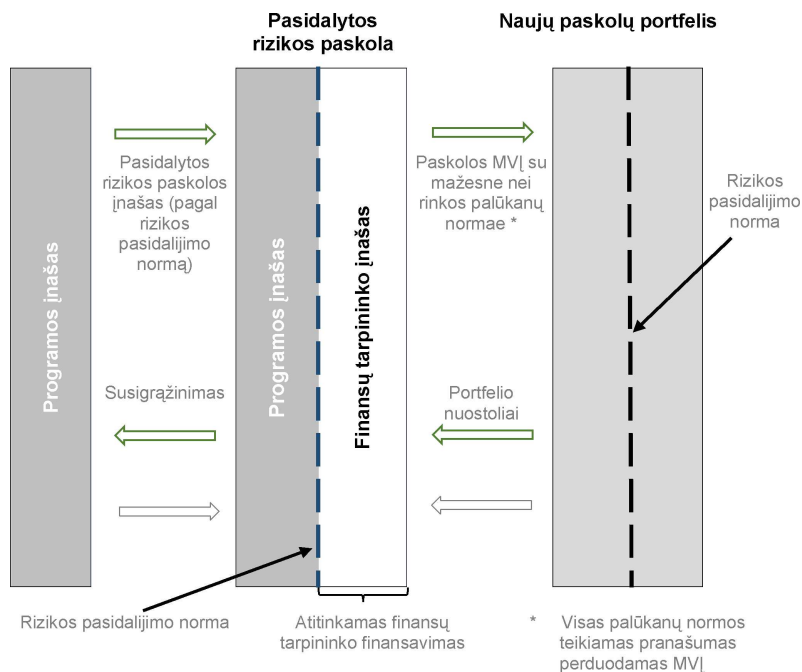 Pasidalytos
rizikos paskola
Naujų paskolų portfelis
Programos įnašas
Pasidalytos
rizikos paskolos
įnašas (pagal
rizikos
pasidalijimo
normą)
Susigrąžinimas
Programos įnašas
Finansų tarpininko įnašas
Paskolos MVĮ su
mažesne nei
rinkos palūkanų
normae *
Portfelio
nuostoliai
Rizikos
pasidalijimo
norma
Rizikos pasidalijimo norma
Atitinkamas finansų
tarpininko finansavimas
* Visas palūkanų normos
teikiamas pranašumas
perduodamas MVĮ